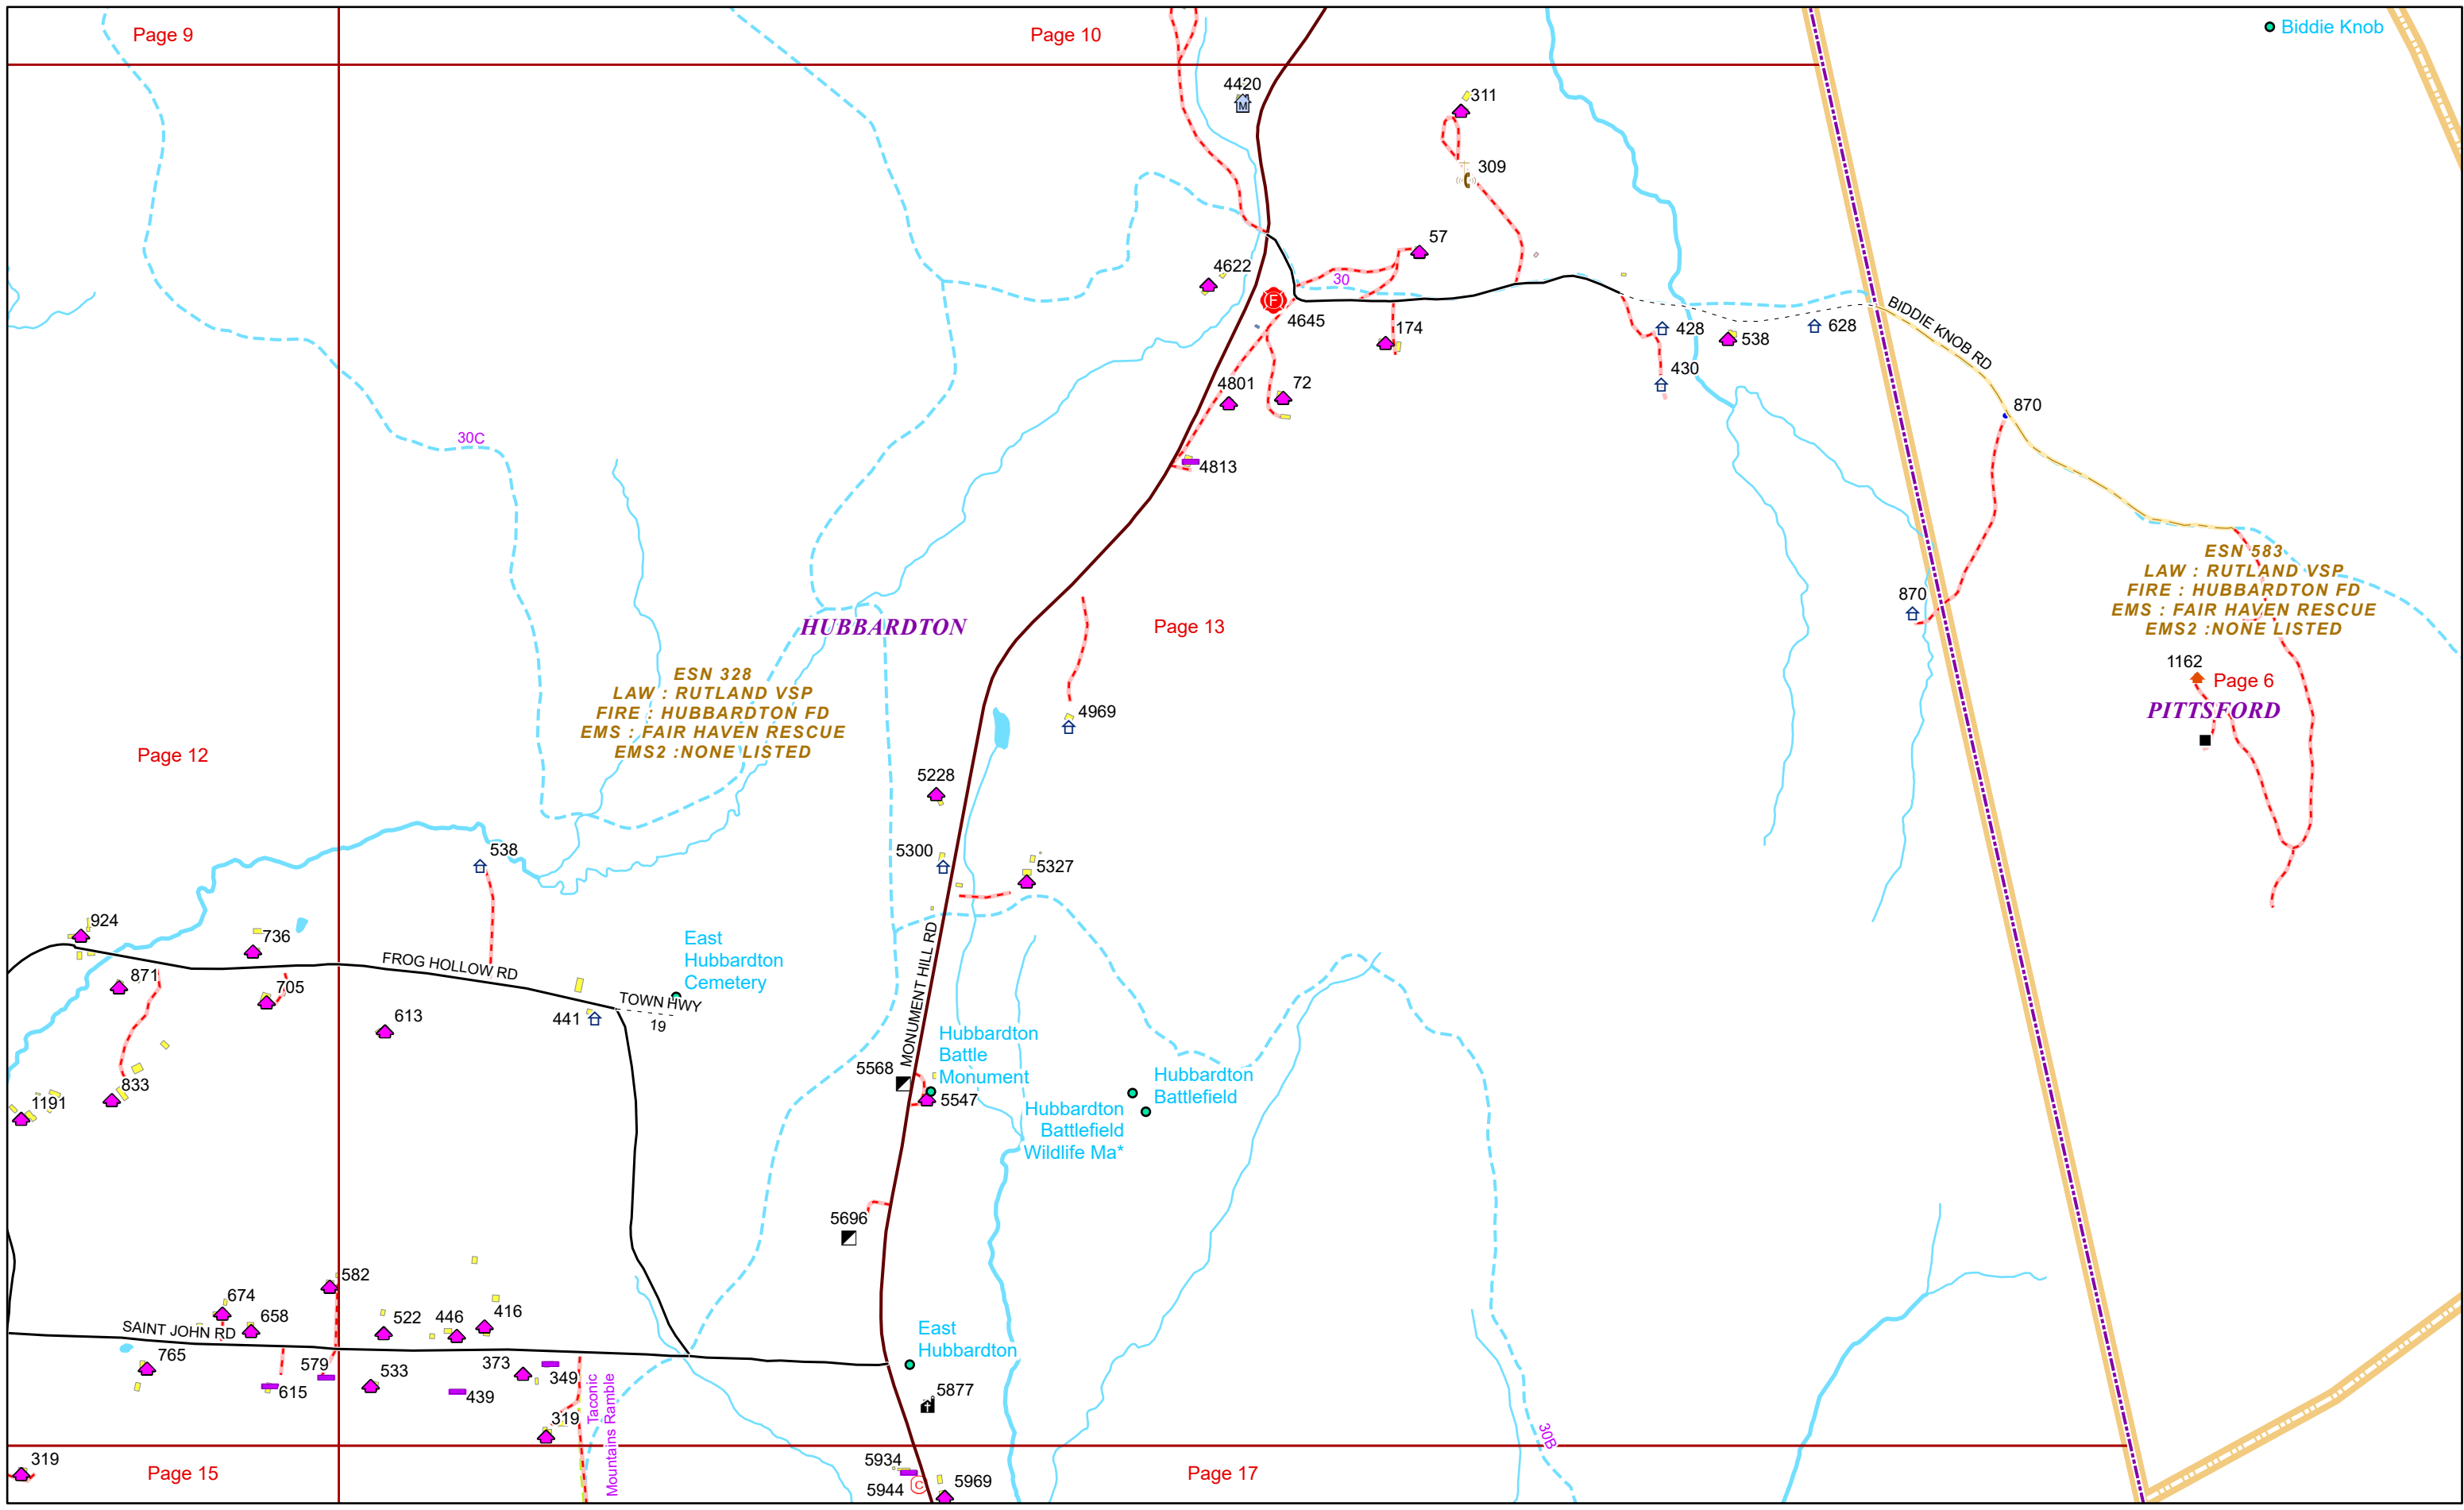 Page 9
Page 10
Biddie Knob
4420
M
311
309
57
4622
30
F
4645
174
BIDDIE KNOB RD
428
538
628
430
4801
72
870
4813
30C
ESN 583
LAW : RUTLAND VSP
FIRE : HUBBARDTON FD
EMS : FAIR HAVEN RESCUE
EMS2 :NONE LISTED
870
HUBBARDTON
Page 13
ESN 328
LAW : RUTLAND VSP
FIRE : HUBBARDTON FD
EMS : FAIR HAVEN RESCUE
EMS2 :NONE LISTED
1162
Page 6
PITTSFORD
4969
Page 12
5228
538
5300
5327
924
736
FROG HOLLOW RD
East
Hubbardton
Cemetery
MONUMENT HILL RD
871
705
TOWN HWY
19
613
441
Hubbardton
Battle
Monument
5568
5547
Hubbardton
Battlefield
Hubbardton
Battlefield
Wildlife Ma*
833
1191
5696
582
674
658
522
446
416
SAINT JOHN RD
East
Hubbardton
765
579
615
533
373
349
439
319
Taconic
Mountains Ramble
5877
30B
319
Page 15
5934
5944
C
5969
Page 17